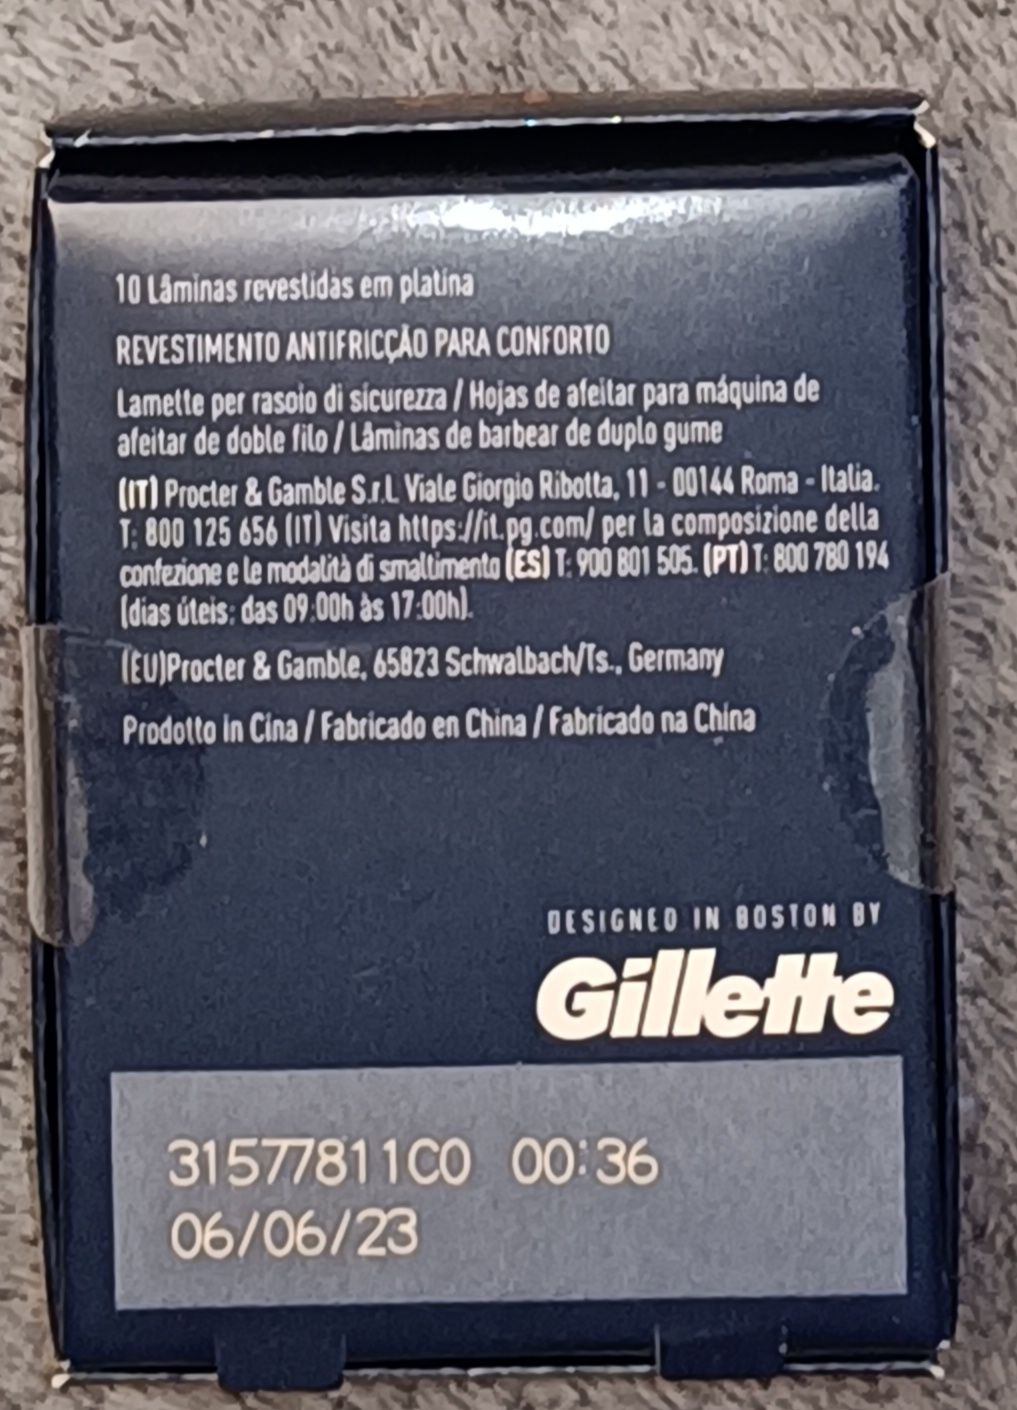 10 Lâminas revestidas em platina
REVESTIMENTO ANTIFRICÇÃO PARA CONFORTO
Lamette per rasoio di sicurezza / Hojas de afeitar para máquina de
afeitar de doble filo / Lâminas de barbear de duplo gume
(IT) Procter & Gamble S.r.L Viale Giorgio Ribotta, 11 - 00144 Roma - Italia.
T: 800 125 656 (IT) Visita https://it.pg.com/ per la composizione della
confezione e le modalità di smaltimento (ES) T: 900 801 505. (PT) T: 800 780 194
(dias úteis: das 09:00h às 17:00h).
(EU)Procter & Gamble, 65823 Schwalbach/Ts., Germany
Prodotto in Cina / Fabricado en China / Fabricado na China
DESIGNED IN BOSTON BY
Gillette
31577811C0 00:36
06/06/23